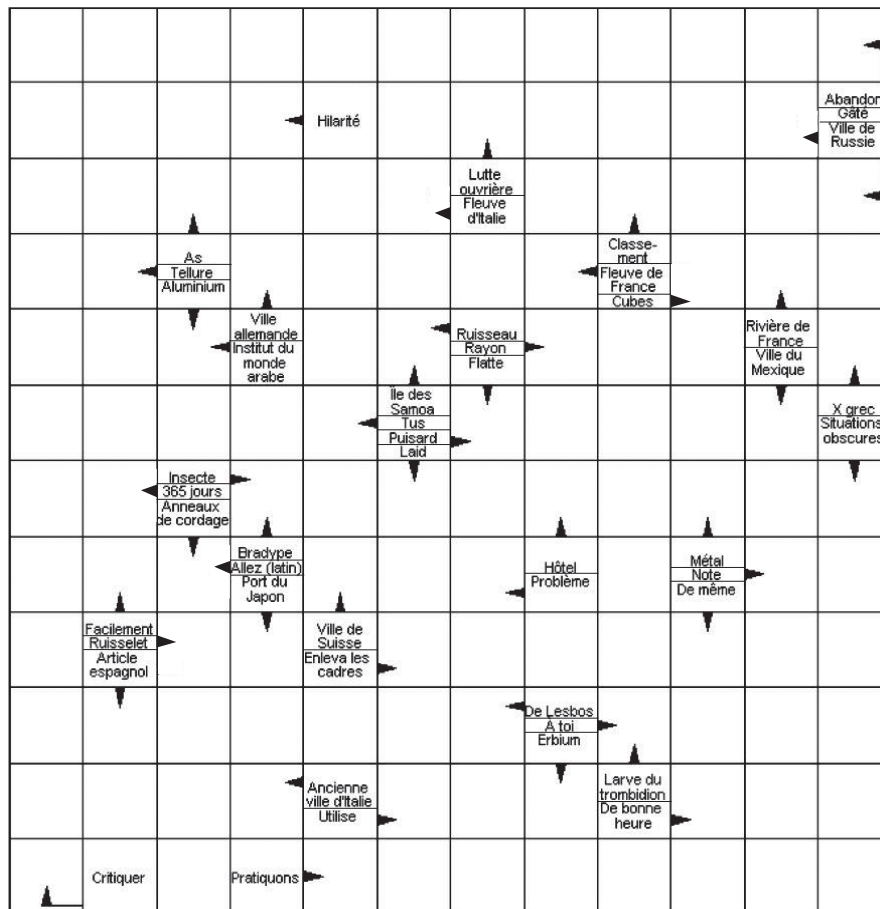 Hilarité
Abandon
Gâté
Ville de
Russie
Lutte
ouvrière
Fleuve
d'Italie
As
Tellure
Aluminium
Classe-
ment
Fleuve de
France
Cubes
Ville
allemande
Institut du
monde
arabe
Ruisseau
Rayon
Flatte
Rivière de
France
Ville du
Mexique
Île des
Samoa
Tus
Puisard
Laid
X grec
Situations
obscures
Insecte
365 jours
Anneaux
de cordage
Bradype
Allez (latin)
Port du
Japon
Hôtel
Problème
Métal
Note
De même
Facilement
Ruisselet
Article
espagnol
Ville de
Suisse
Enleva les
cadres
De Lesbos
À toi
Erbium
Ancienne
ville d'Italie
Utilise
Larve du
trombidion
De bonne
heure
Critiquer
Pratiquons